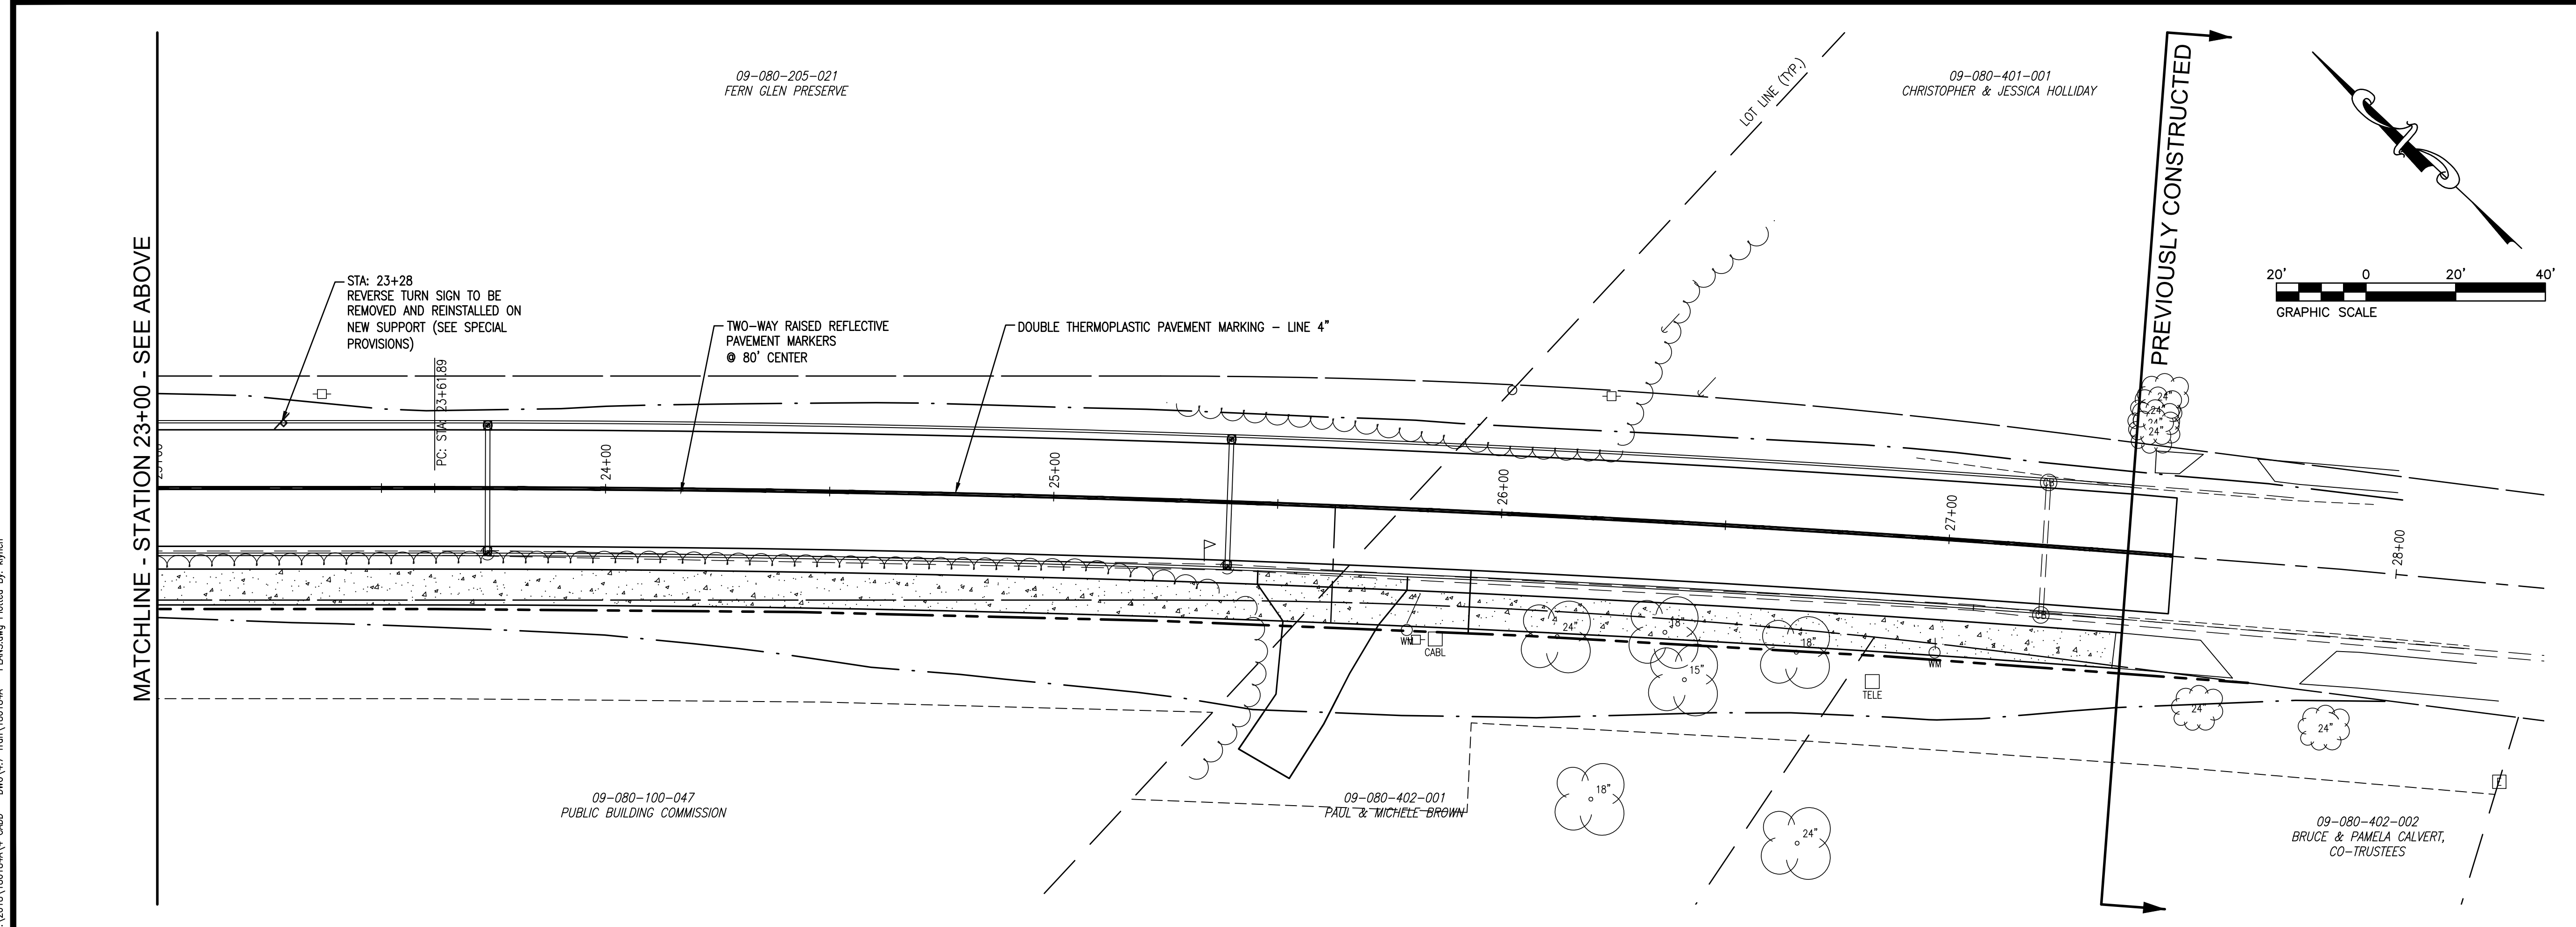 09-080-205-021
FERN GLEN PRESERVE
LOT LINE (TYP.)
09-080-401-001
CHRISTOPHER & JESSICA HOLLIDAY
PREVIOUSLY CONSTRUCTED
20' 0 20' 40'
GRAPHIC SCALE
MATCHLINE - STATION 23+00 - SEE ABOVE
STA: 23+28
REVERSE TURN SIGN TO BE
REMOVED AND REINSTALLED ON
NEW SUPPORT (SEE SPECIAL
PROVISIONS)
TWO-WAY RAISED REFLECTIVE
PAVEMENT MARKERS
@ 80' CENTER
DOUBLE THERMOPLASTIC PAVEMENT MARKING - LINE 4"
PC: STA: 23+61.89
24+00
25+00
26+00
27+00
28+00
24"
24"
24"
24"
CB
CB
WM
CABL
24"
18"
15"
18"
TELE
WM
24"
24"
18"
24"
E
09-080-100-047
PUBLIC BUILDING COMMISSION
09-080-402-001
PAUL & MICHELE BROWN
09-080-402-002
BRUCE & PAMELA CALVERT,
CO-TRUSTEES